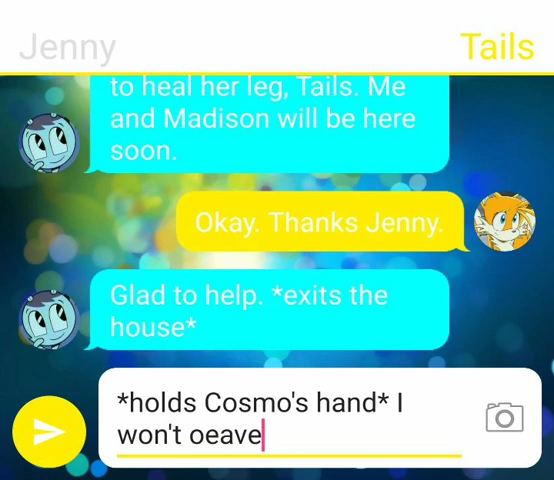 Jenny
Tails
to heal her leg, Tails. Me
and Madison will be here
soon.
Okay. Thanks Jenny.
Glad to help. *exits the
house*
*holds Cosmo's hand* I
won't oeave